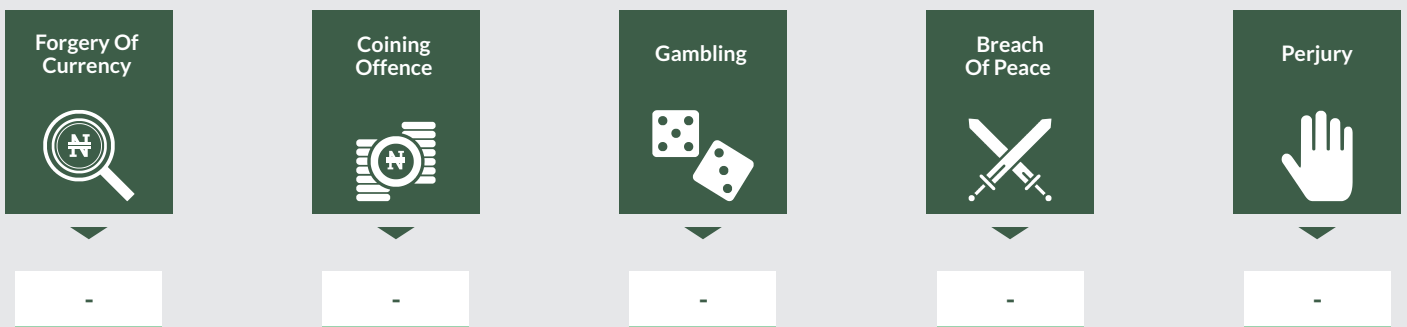 Forgery Of
Currency
Coining
Offence
Gambling
Breach
Of Peace
Perjury
₦
₦
-
-
-
-
-